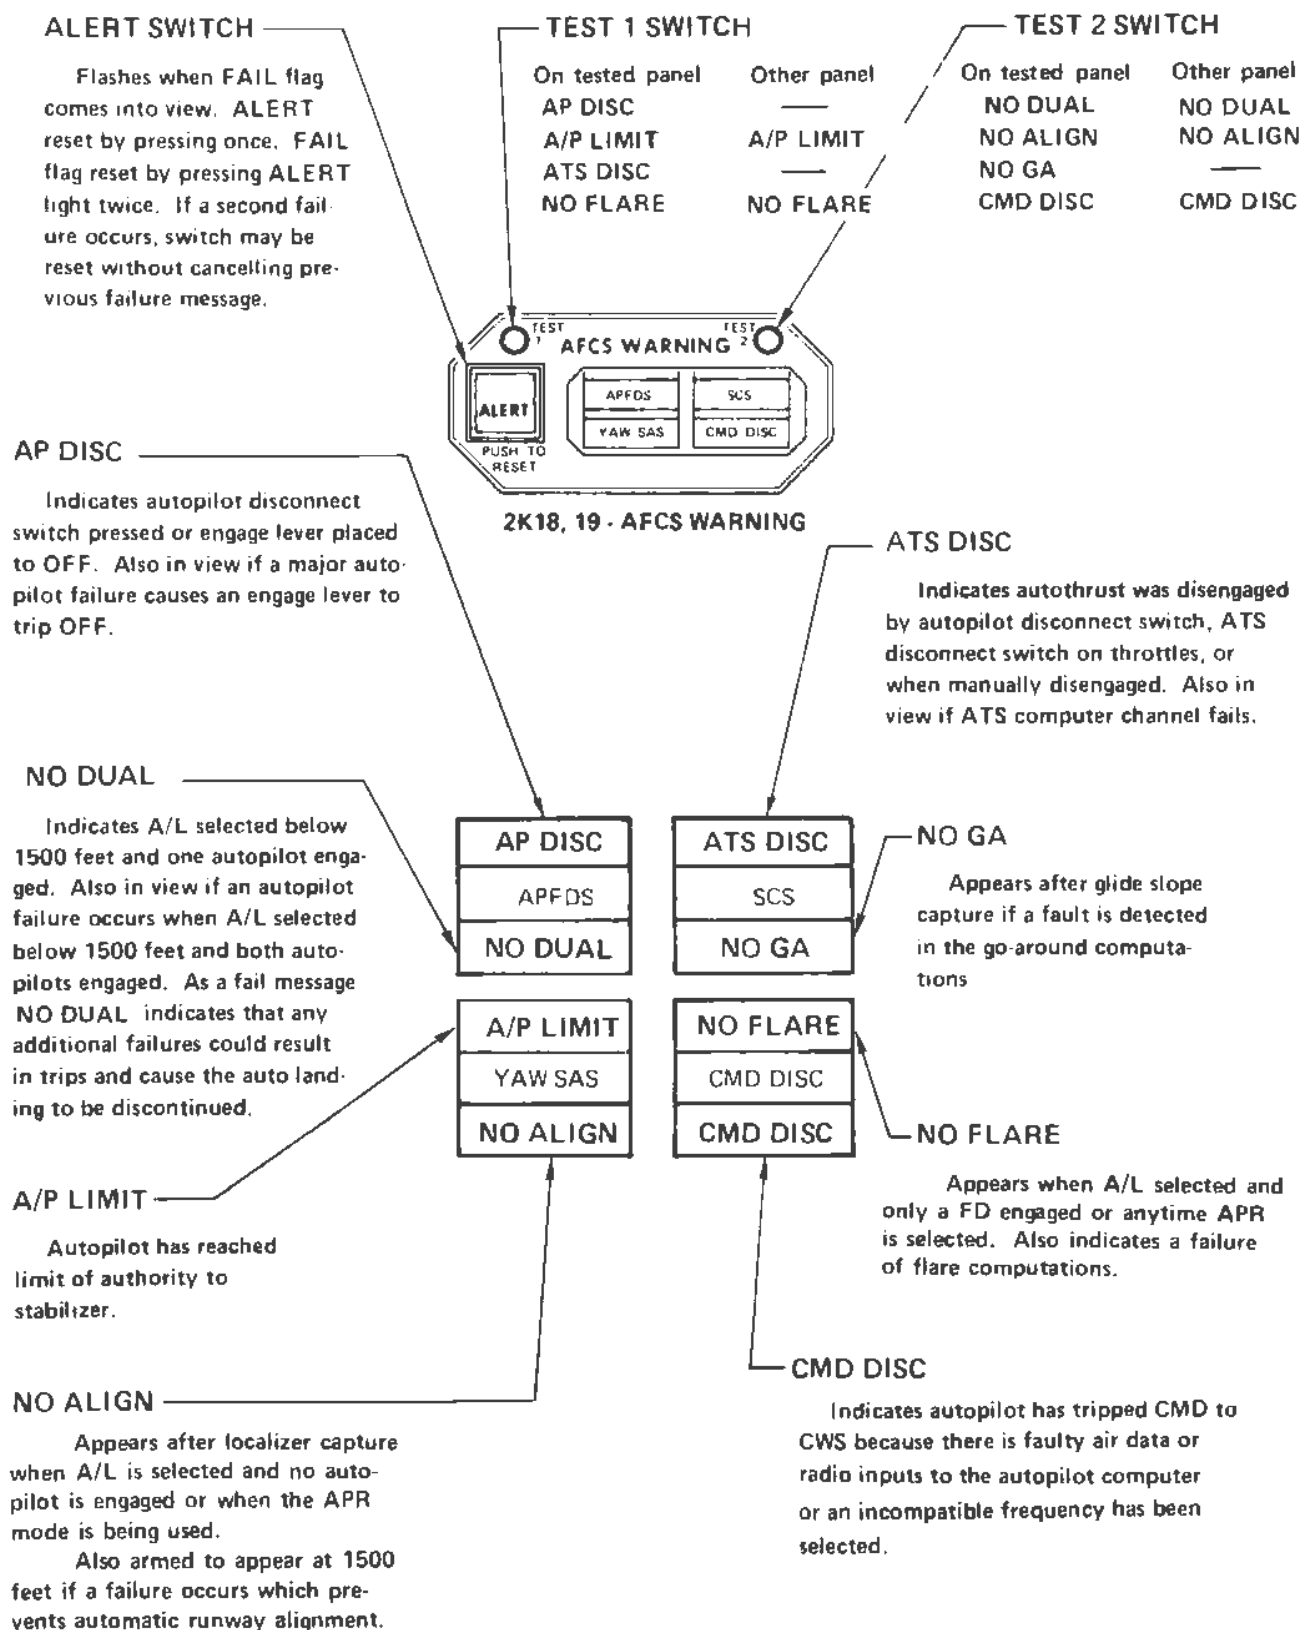 ALERT SWITCH
Flashes when FAIL flag
comes into view. ALERT
reset by pressing once. FAIL
flag reset by pressing ALERT
light twice. If a second fail-
ure occurs, switch may be
reset without cancelling pre-
vious failure message.
TEST 1 SWITCH
On tested panel Other panel
AP DISC —
A/P LIMIT A/P LIMIT
ATS DISC —
NO FLARE NO FLARE
TEST 2 SWITCH
On tested panel Other panel
NO DUAL NO DUAL
NO ALIGN NO ALIGN
NO GA —
CMD DISC CMD DISC
TEST 1
AFCS WARNING
TEST 2
ALERT
PUSH TO
RESET
APFDS
SCS
YAW SAS
CMD DISC
2K18, 19 - AFCS WARNING
AP DISC
Indicates autopilot disconnect
switch pressed or engage lever placed
to OFF. Also in view if a major auto-
pilot failure causes an engage lever to
trip OFF.
ATS DISC
Indicates autothrust was disengaged
by autopilot disconnect switch, ATS
disconnect switch on throttles, or
when manually disengaged. Also in
view if ATS computer channel fails.
NO DUAL
Indicates A/L selected below
1500 feet and one autopilot enga-
ged. Also in view if an autopilot
failure occurs when A/L selected
below 1500 feet and both auto-
pilots engaged. As a fail message
NO DUAL indicates that any
additional failures could result
in trips and cause the auto land-
ing to be discontinued.
AP DISC
APFDS
NO DUAL
ATS DISC
SCS
NO GA
A/P LIMIT
YAW SAS
NO ALIGN
NO FLARE
CMD DISC
CMD DISC
NO GA
Appears after glide slope
capture if a fault is detected
in the go-around computa-
tions
A/P LIMIT
Autopilot has reached
limit of authority to
stabilizer.
NO FLARE
Appears when A/L selected and
only a FD engaged or anytime APR
is selected. Also indicates a failure
of flare computations.
NO ALIGN
Appears after localizer capture
when A/L is selected and no auto-
pilot is engaged or when the APR
mode is being used.
Also armed to appear at 1500
feet if a failure occurs which pre-
vents automatic runway alignment.
CMD DISC
Indicates autopilot has tripped CMD to
CWS because there is faulty air data or
radio inputs to the autopilot computer
or an incompatible frequency has been
selected.